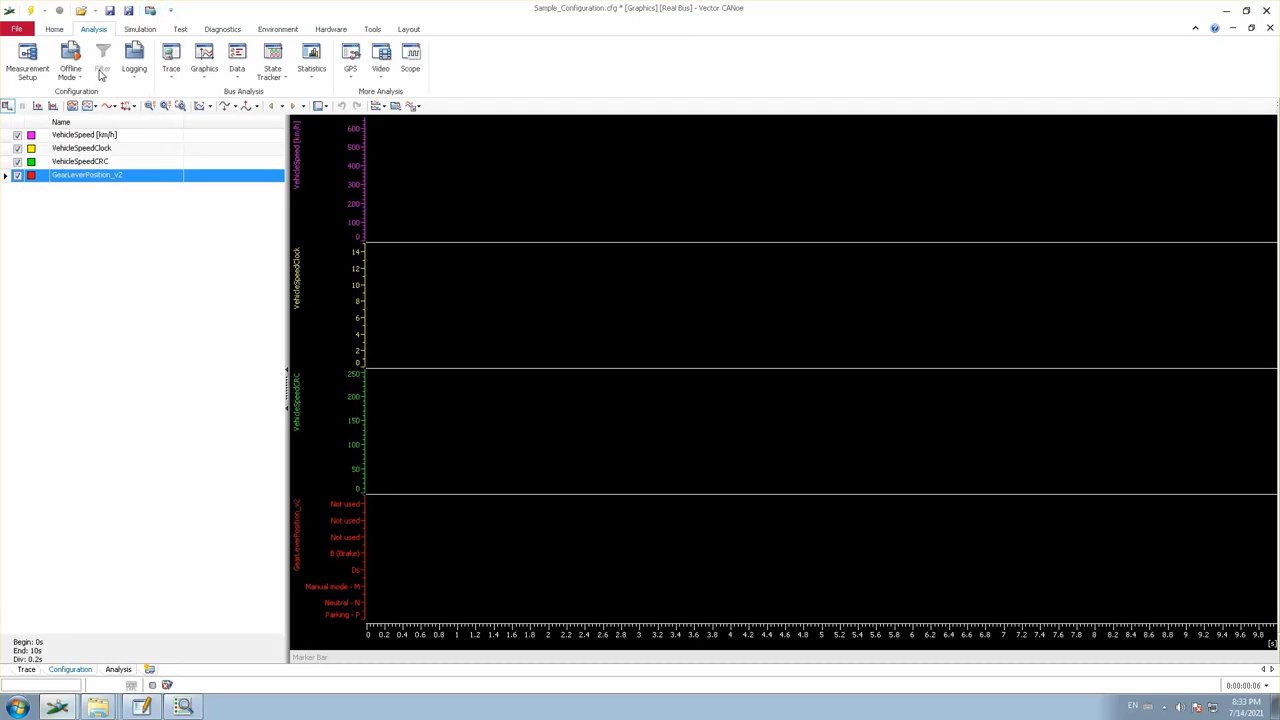 Sample_Configuration.cfg * [Graphics] [Real Bus] - Vector CANoe
File Home Analysis Simulation Test Diagnostics Environment Hardware Tools Layout
Measurement Setup
Offline Mode
Filter
Logging
Trace
Graphics
Data
State Tracker
Statistics
GPS
Video
Scope
Configuration
Bus Analysis
More Analysis
Name
VehicleSpeed [km/h]
VehicleSpeedClock
VehicleSpeedCRC
GearLeverPosition_v2
VehicleSpeed [km/h]
600
500
400
300
200
100
0
VehicleSpeedClock
14
12
10
8
6
4
2
0
VehicleSpeedCRC
250
200
150
100
50
0
GearLeverPosition_v2
Not used
Not used
Not used
B (Brake)
Ds
Manual mode - M
Neutral - N
Parking - P
0 0.2 0.4 0.6 0.8 1 1.2 1.4 1.6 1.8 2 2.2 2.4 2.6 2.8 3 3.2 3.4 3.6 3.8 4 4.2 4.4 4.6 4.8 5 5.2 5.4 5.6 5.8 6 6.2 6.4 6.6 6.8 7 7.2 7.4 7.6 7.8 8 8.2 8.4 8.6 8.8 9 9.2 9.4 9.6 9.8
[s]
Begin: 0s
End: 10s
Div: 0.2s
Marker Bar
Trace Configuration Analysis
0:00:00:06
EN
8:33 PM
7/14/2021